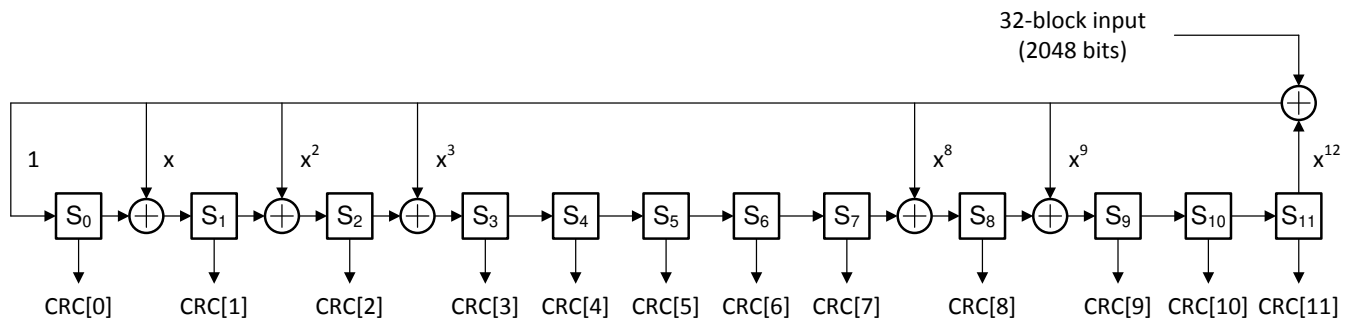 32-block input
(2048 bits)
1 x x² x³ x⁸ x⁹ x¹²
S₀ S₁ S₂ S₃ S₄ S₅ S₆ S₇ S₈ S₉ S₁₀ S₁₁
CRC[0] CRC[1] CRC[2] CRC[3] CRC[4] CRC[5] CRC[6] CRC[7] CRC[8] CRC[9] CRC[10] CRC[11]